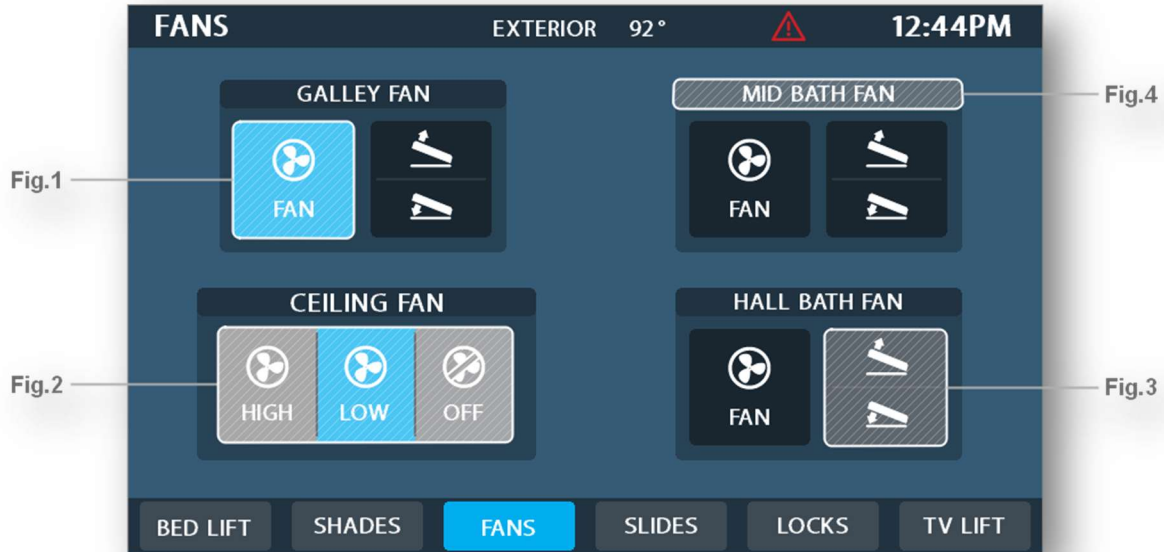 FANS EXTERIOR 92° 12:44PM
GALLEY FAN
MID BATH FAN
Fig.4
Fig.1
FAN
FAN
CEILING FAN
HALL BATH FAN
Fig.2
HIGH LOW OFF
FAN
Fig.3
BED LIFT SHADES FANS SLIDES LOCKS TV LIFT